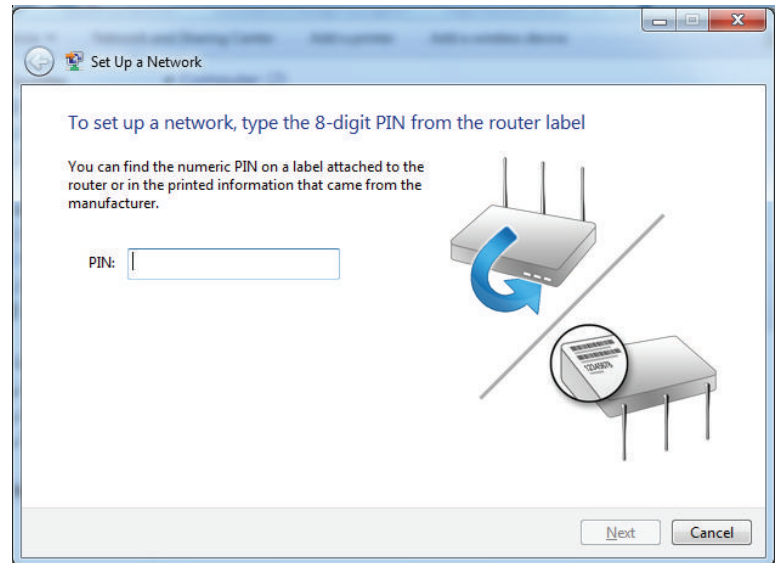 Set Up a Network
To set up a network, type the 8-digit PIN from the router label
You can find the numeric PIN on a label attached to the
router or in the printed information that came from the
manufacturer.
PIN:
12345678
Next
Cancel